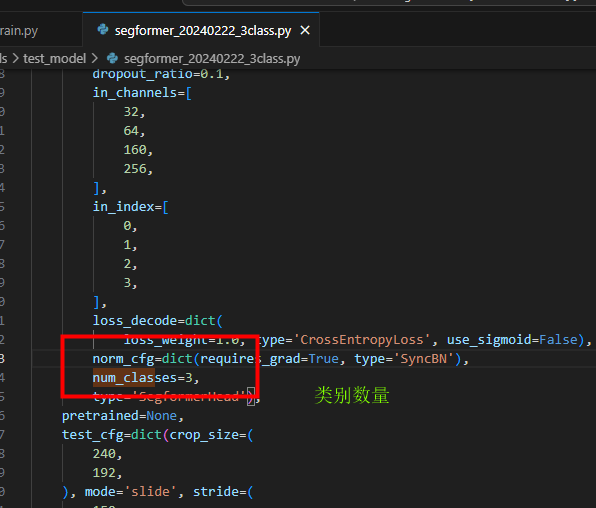 rain.py
segformer_20240222_3class.py ×
ls > test_model > segformer_20240222_3class.py
dropout_ratio=0.1,
in_channels=[
32,
64,
160,
256,
],
in_index=[
0,
1,
2,
3,
],
loss_decode=dict(
loss_weight=1.0, type='CrossEntropyLoss', use_sigmoid=False),
norm_cfg=dict(requires_grad=True, type='SyncBN'),
num_classes=3,
type='SegformerHead'),
类别数量
pretrained=None,
test_cfg=dict(crop_size=(
240,
192,
), mode='slide', stride=(